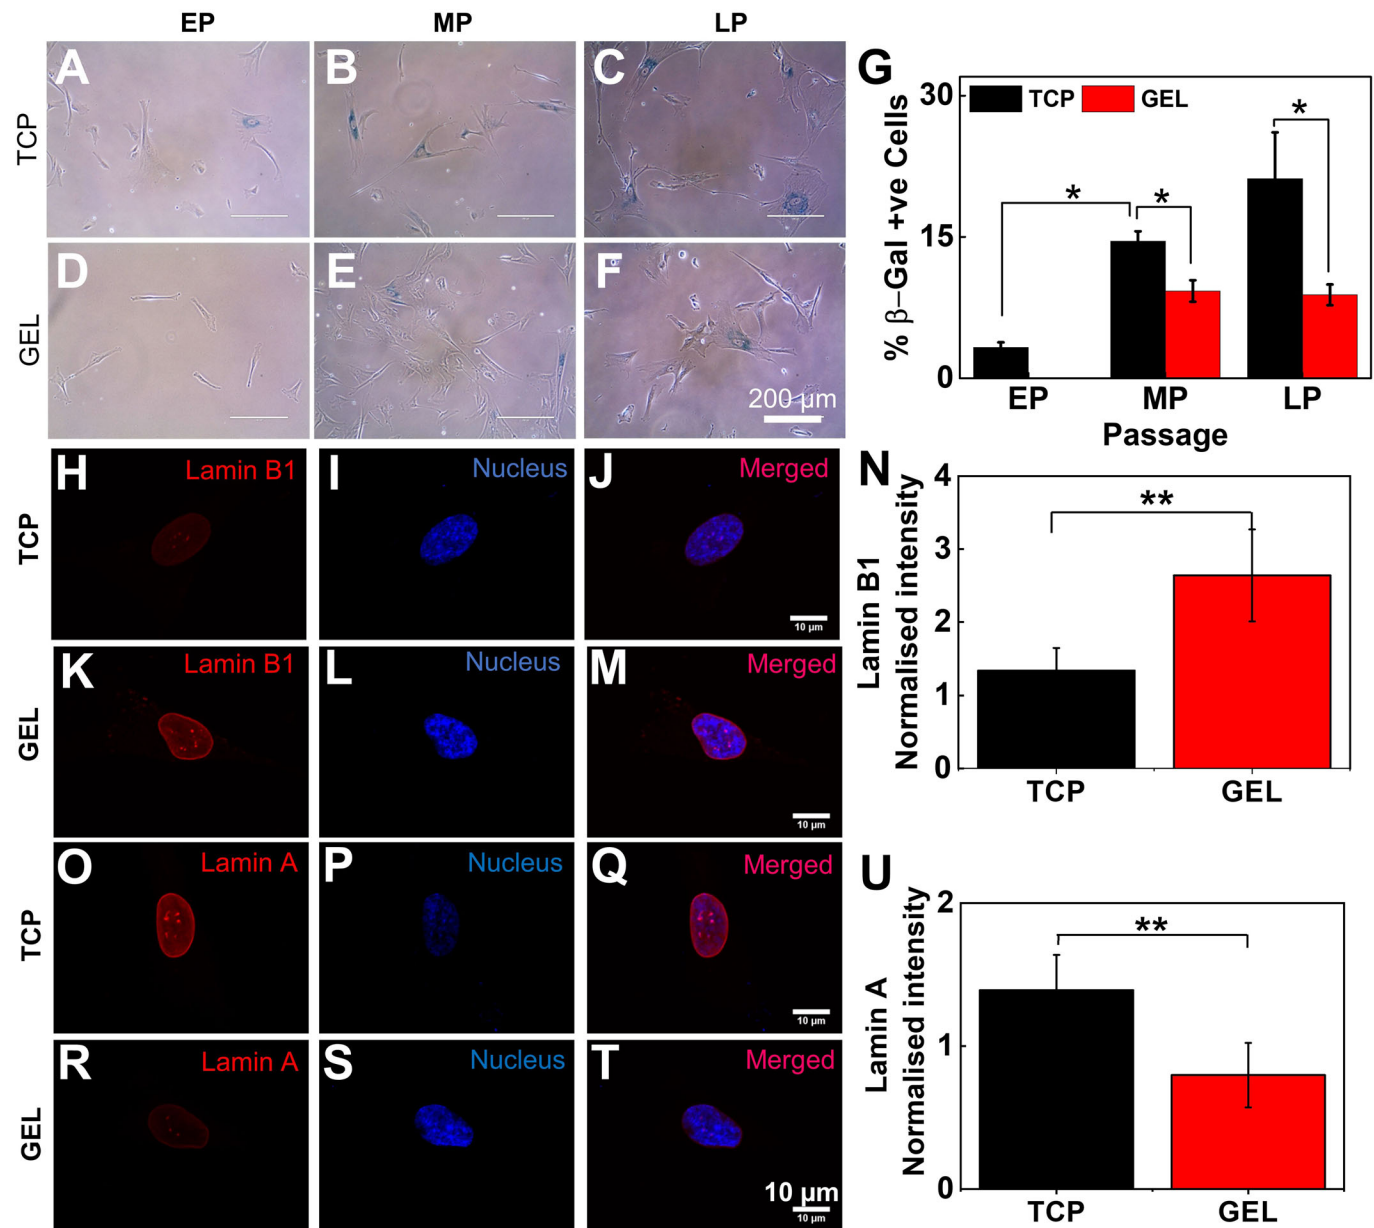 EP MP LP
TCP
A B C
GEL
D E F
200 µm
G
% β–Gal +ve Cells
30
15
0
TCP GEL
* * *
EP MP LP
Passage
TCP
H Lamin B1
I Nucleus
J Merged
10 µm
GEL
K Lamin B1
L Nucleus
M Merged
10 µm
N
Lamin B1
Normalised intensity
4
3
2
1
0
**
TCP GEL
TCP
O Lamin A
P Nucleus
Q Merged
10 µm
GEL
R Lamin A
S Nucleus
T Merged
10 µm
10 µm
U
Lamin A
Normalised intensity
2
1
0
**
TCP GEL